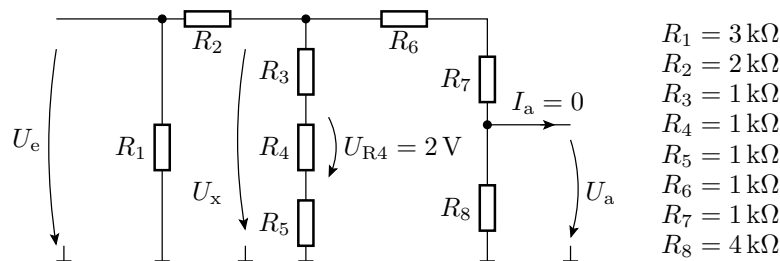 R₂
R₆
R₃
R₇
Iₐ = 0
Uₑ
R₁
R₄
U_R4 = 2 V
Uₓ
R₅
R₈
Uₐ
R₁ = 3 kΩ
R₂ = 2 kΩ
R₃ = 1 kΩ
R₄ = 1 kΩ
R₅ = 1 kΩ
R₆ = 1 kΩ
R₇ = 1 kΩ
R₈ = 4 kΩ